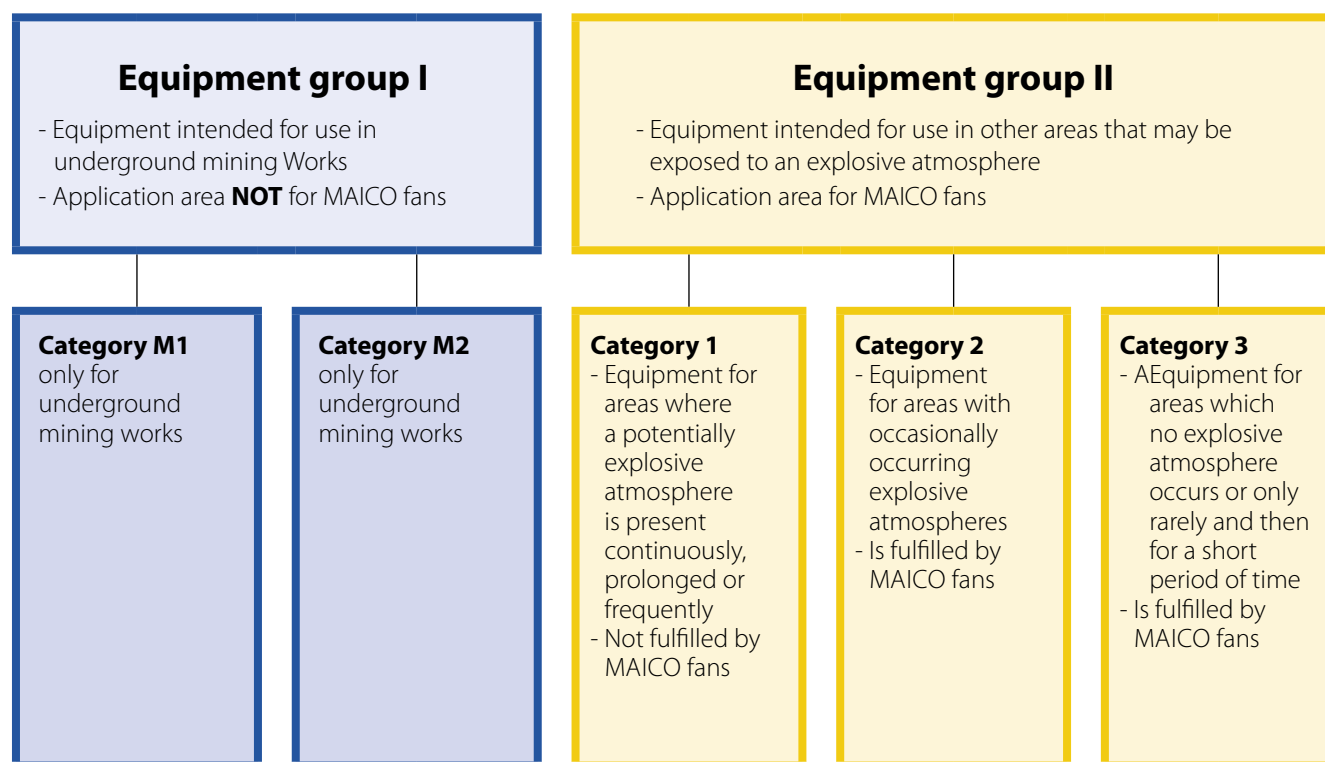 Equipment group I
- Equipment intended for use in
underground mining Works
- Application area NOT for MAICO fans
Equipment group II
- Equipment intended for use in other areas that may be
exposed to an explosive atmosphere
- Application area for MAICO fans
Category M1
only for
underground
mining works
Category M2
only for
underground
mining works
Category 1
- Equipment for
areas where
a potentially
explosive
atmosphere
is present
continuously,
prolonged or
frequently
- Not fulfilled by
MAICO fans
Category 2
- Equipment
for areas with
occasionally
occurring
explosive
atmospheres
- Is fulfilled by
MAICO fans
Category 3
- AEquipment for
areas which
no explosive
atmosphere
occurs or only
rarely and then
for a short
period of time
- Is fulfilled by
MAICO fans